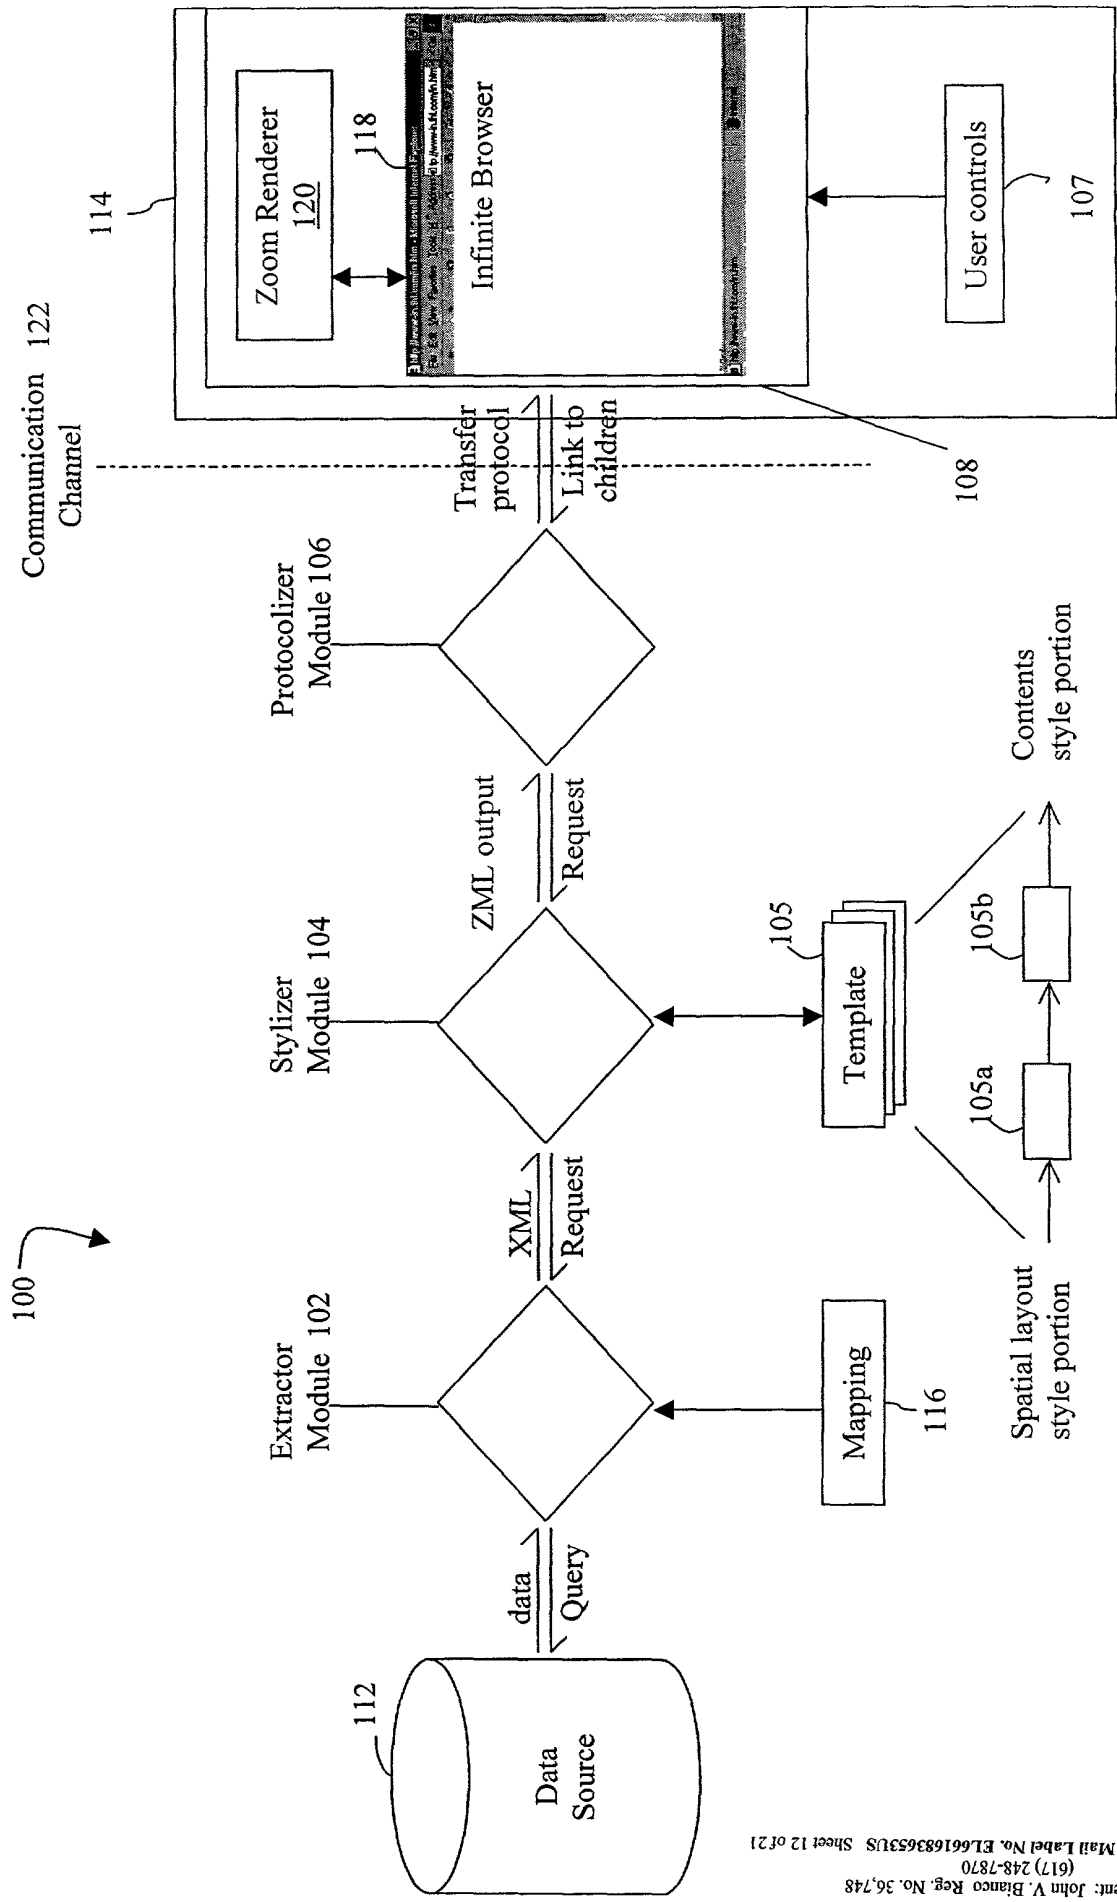 100
Communication 122
Channel
114
Extractor
Module 102
Stylizer
Module 104
Protocolizer
Module 106
Zoom Renderer
120
118
Infinite Browser
112
Data
Source
data
Query
XML
Request
ZML output
Request
Transfer
protocol
Link to
children
108
Mapping
116
105
Template
User controls
107
105a
105b
Spatial layout
style portion
Contents
style portion
Mail Label No. EL661683653US Sheet 12 of 21
(617) 248-7870
John V. Bianco Reg. No. 36,748